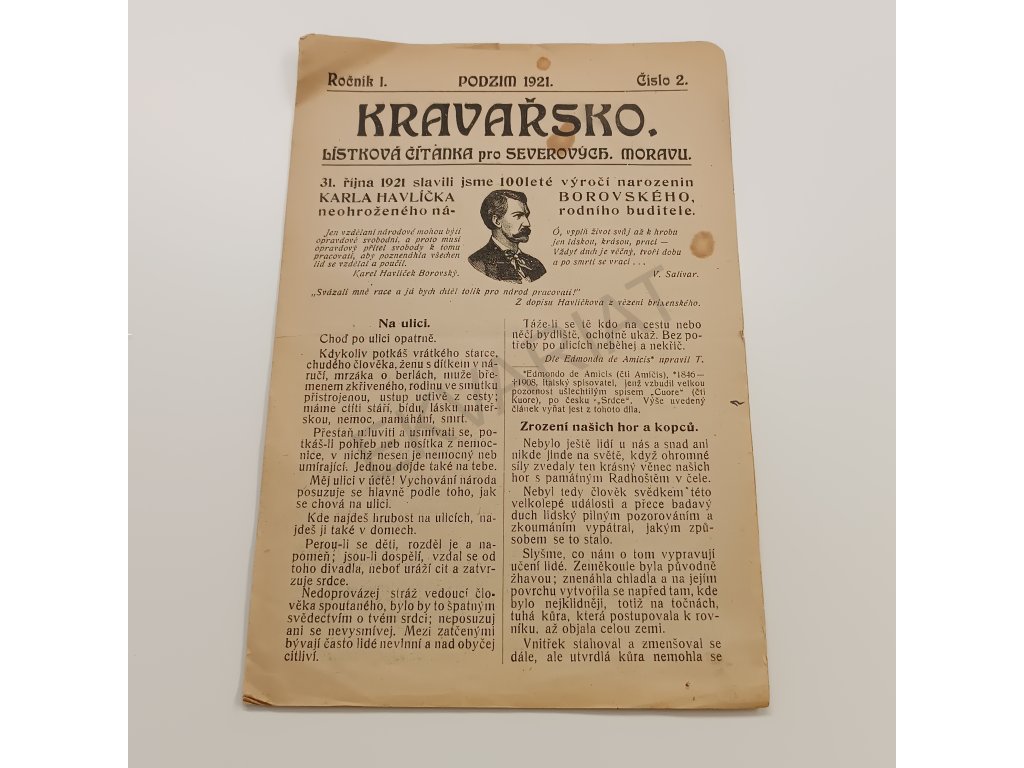 Ročník I. PODZIM 1921. Číslo 2.
KRAVAŘSKO.
LÍSTKOVÁ ČÍTANKA pro SEVEROVÝCH. MORAVU.
31. října 1921 slavili jsme 100leté výročí narozenin
KARLA HAVLÍČKA BOROVSKÉHO,
neohroženého ná- rodního buditele.
Jen vzdělaní národové mohou býti
opravdově svobodni, a proto musí
opravdový přítel svobody k tomu
pracovati, aby poznenáhla všechen
lid se vzdělal a poučil.
Karel Havlíček Borovský.
Ó, vyplň život svůj až k hrobu
jen láskou, krásou, prací —
Vždyť duch je věčný, tvoří dobu
a po smrti se vrací . . .
V. Salivar.
„Svázali mně race a já bych chtěl tolik pro národ pracovati!"
Z dopisu Havlíčkova z vězení brixenského.
Na ulici.
Choď po ulici opatrně.
Kdykoliv potkáš vrátkého starce,
chudého člověka, ženu s dítkem v ná-
ručí, mrzáka o berlách, muže bře-
menem zkřiveného, rodinu ve smutku
přistrojenou, ustup uctivě z cesty;
máme ctíti stáří, bídu, lásku mateř-
skou, nemoc, namáhání, smrt.
Přestaň mluviti a usmívati se, po-
tkáš-li pohřeb neb nosítka z nemoc-
nice, v nichž nesen je nemocný neb
umírající. Jednou dojde také na tebe.
Měj ulici v úctě! Vychování národa
posuzuje se hlavně podle toho, jak
se chová na ulici.
Kde najdeš hrubost na ulicích, na-
jdeš ji také v domech.
Perou-li se děti, rozděl je a na-
pomeň; jsou-li dospělí, vzdal se od
toho divadla, neboť uráží cit a zatvr-
zuje srdce.
Nedoprovázej stráž vedoucí člo-
věka spoutaného, bylo by to špatným
svědectvím o tvém srdci; neposuzuj
ani se nevysmívej. Mezi zatčenými
bývají často lidé nevinní a nad obyčej
citliví.
Táže-li se tě kdo na cestu nebo
něčí bydliště, ochotně ukaž. Bez po-
třeby po ulicích neběhej a nekřič.
Dle Edmonda de Amicis* upravil T.
*Edmondo de Amicis (čti Amičis), *1846—
†1908, italský spisovatel, jenž vzbudil velkou
pozornost ušlechtilým spisem „Cuore" (čti
Kuore), po česku „Srdce". Výše uvedený
článek vyňat jest z tohoto díla.
Zrození našich hor a kopců.
Nebylo ještě lidí u nás a snad ani
nikde jinde na světě, když ohromné
síly zvedaly ten krásný věnec našich
hor s památným Radhoštěm v čele.
Nebyl tedy člověk svědkem této
velkolepé události a přece badavý
duch lidský pilným pozorováním a
zkoumáním vypátral, jakým způ-
sobem se to stalo.
Slyšme, co nám o tom vypravují
učení lidé. Zeměkoule byla původně
žhavou; znenáhla chladla a na jejím
povrchu vytvořila se napřed tam, kde
bylo nejklidněji, totiž na točnách,
tuhá kůra, která postupovala k rov-
níku, až objala celou zemi.
Vnitřek stahoval a zmenšoval se
dále, ale utvrdlá kůra nemohla se